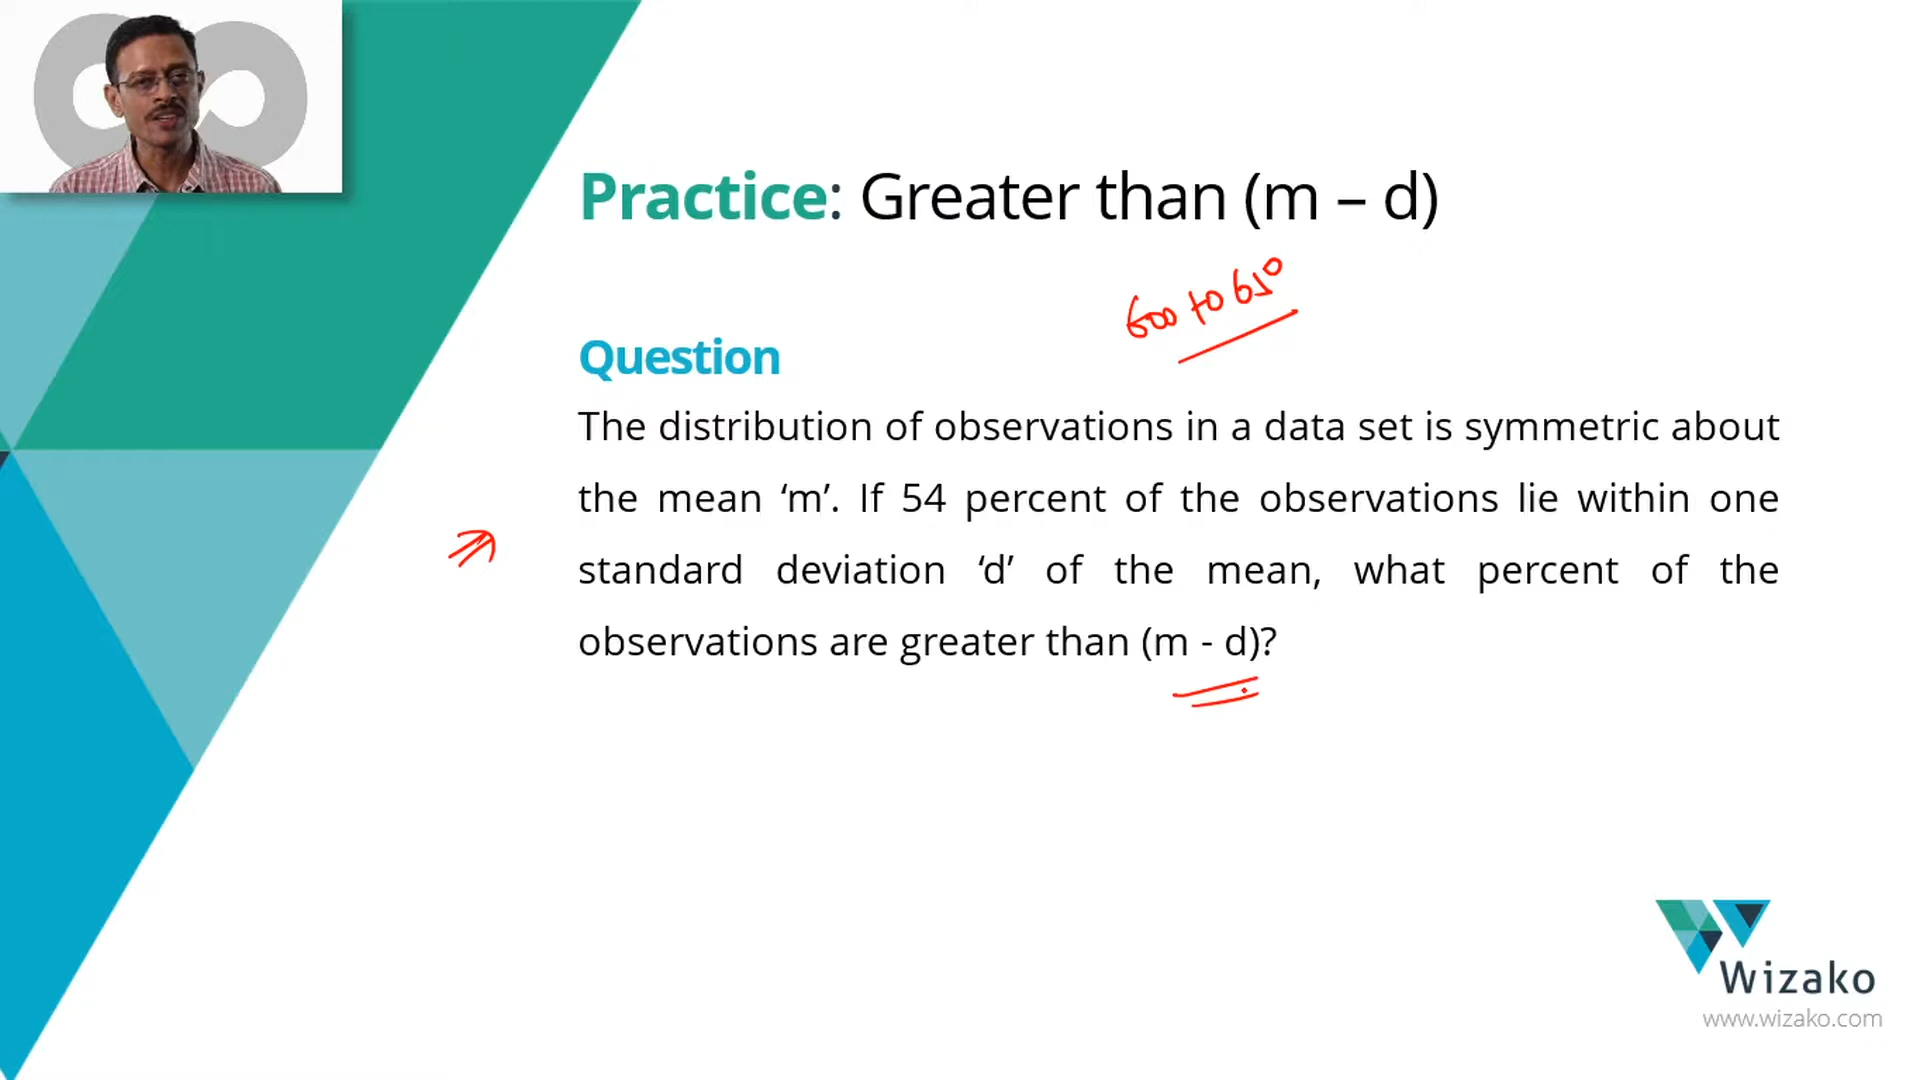 Practice: Greater than (m – d)
600 to 650
Question
The distribution of observations in a data set is symmetric about
the mean ‘m’. If 54 percent of the observations lie within one
standard deviation ‘d’ of the mean, what percent of the
observations are greater than (m - d)?
Wizako
www.wizako.com